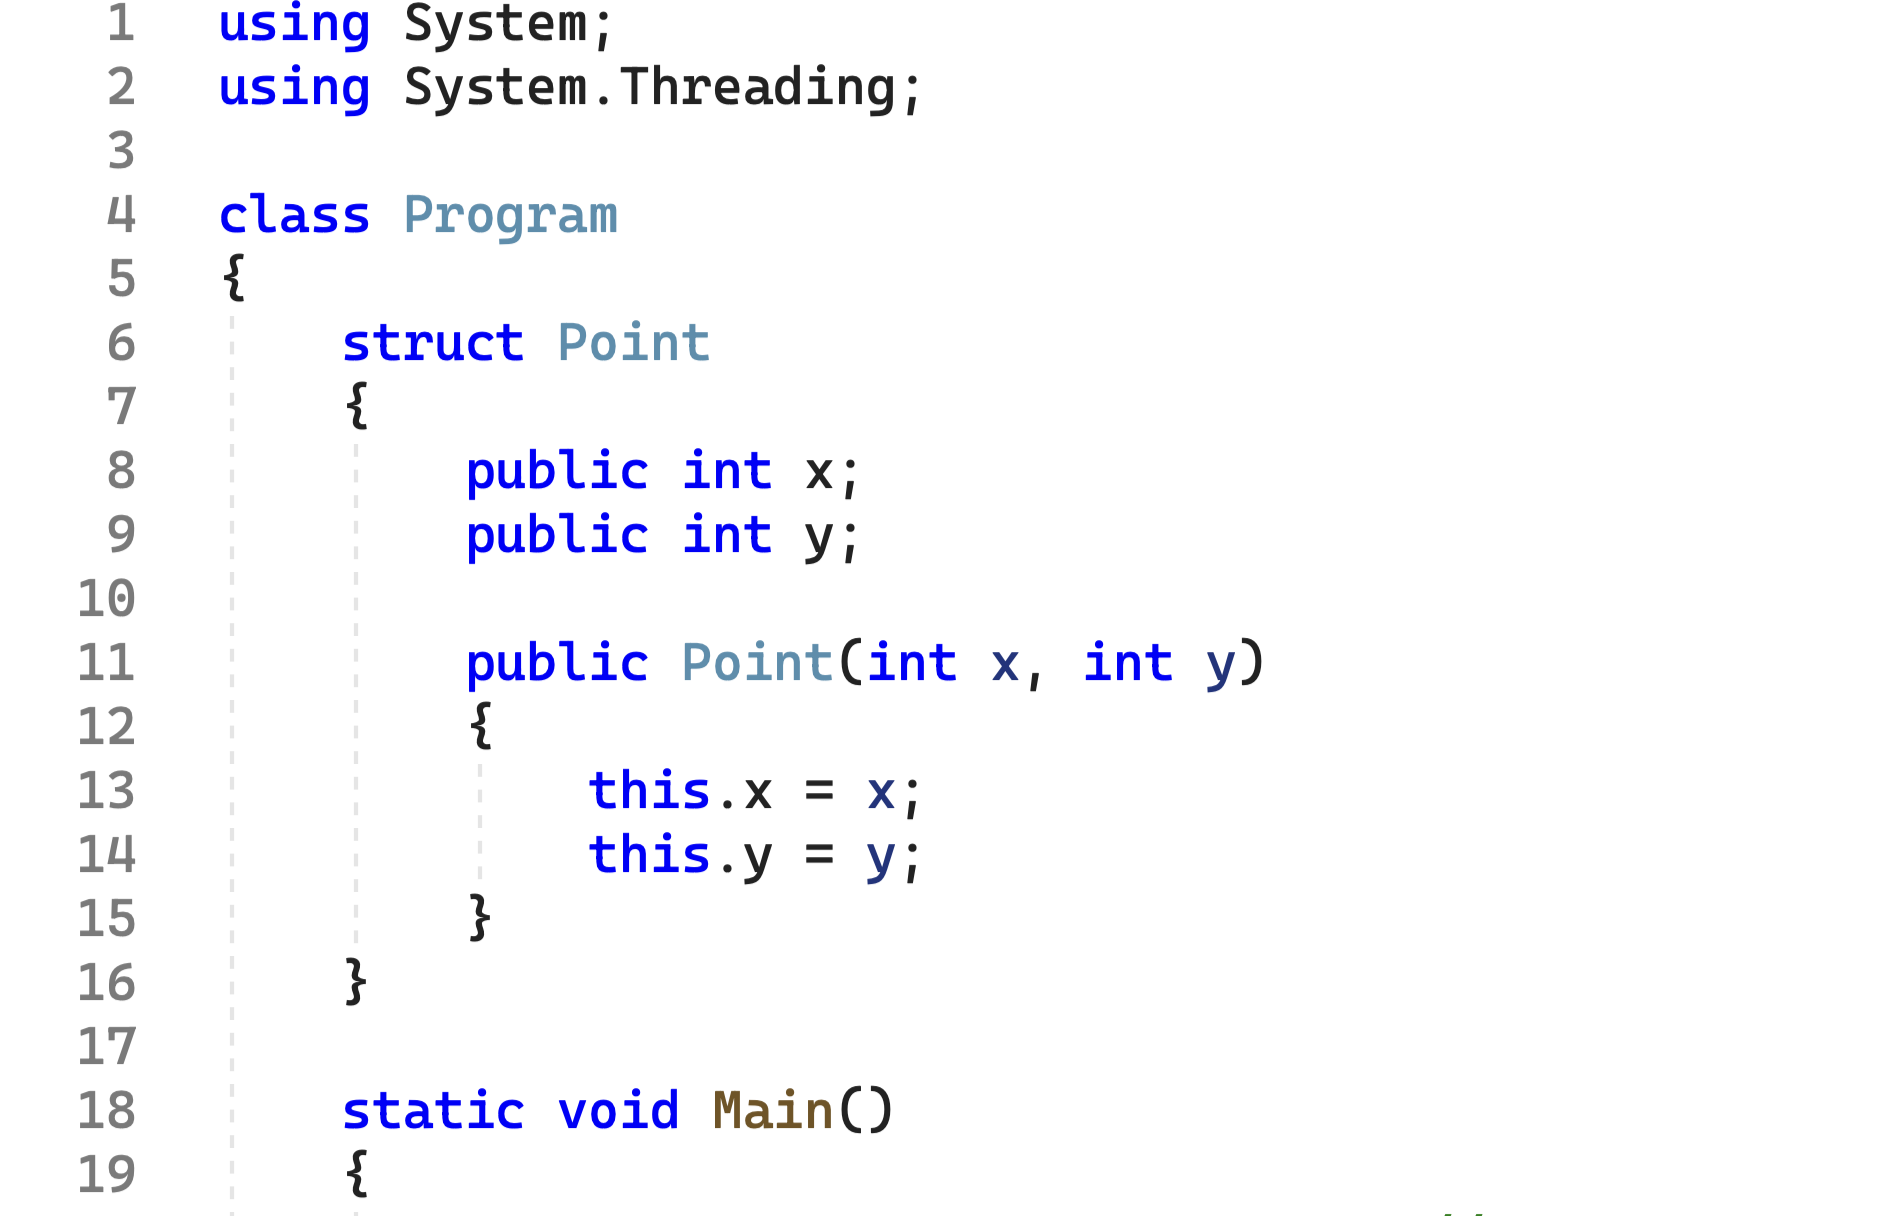 1 using System;
2 using System.Threading;
3
4 class Program
5 {
6     struct Point
7     {
8         public int x;
9         public int y;
10
11         public Point(int x, int y)
12         {
13             this.x = x;
14             this.y = y;
15         }
16     }
17
18     static void Main()
19     {